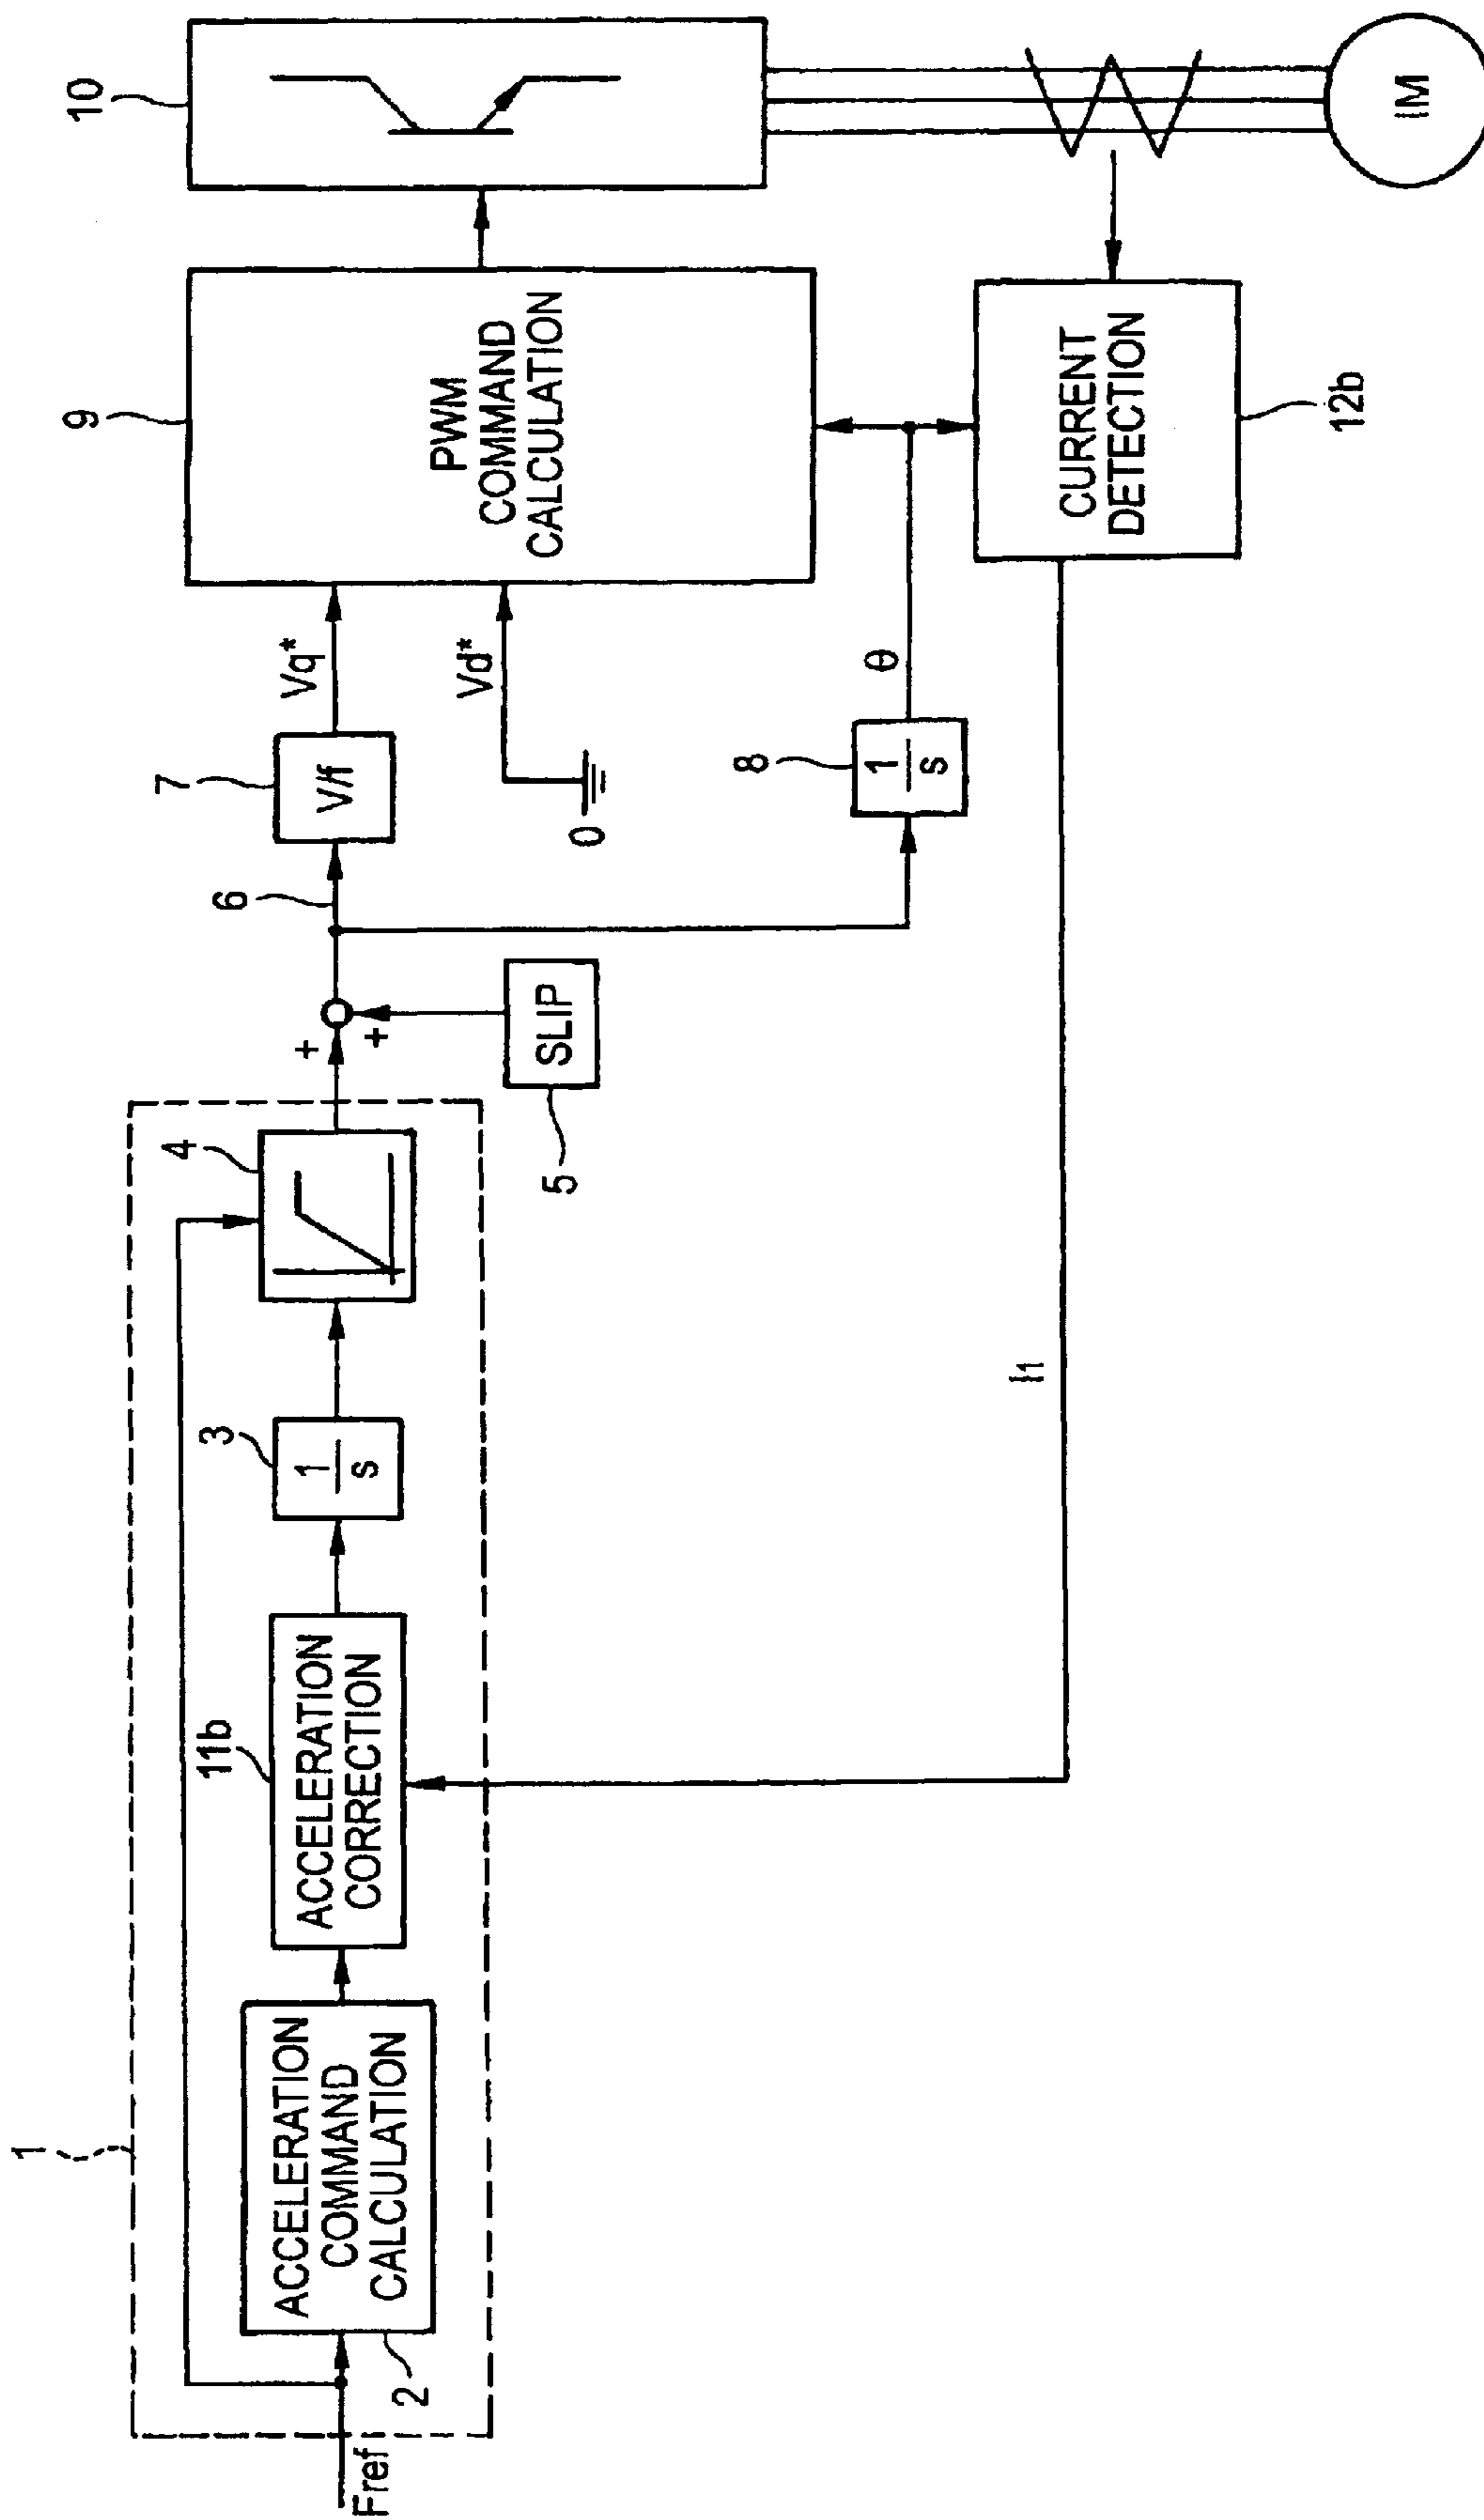 1
Fref
2
ACCELERATION
COMMAND
CALCULATION
11b
ACCELERATION
CORRECTION
3
1
s
4
+
+
5
SLIP
6
7
V/f
Vq*
Vd*
0
8
1
s
θ
9
PWM
COMMAND
CALCULATION
10
I1
CURRENT
DETECTION
12b
IM